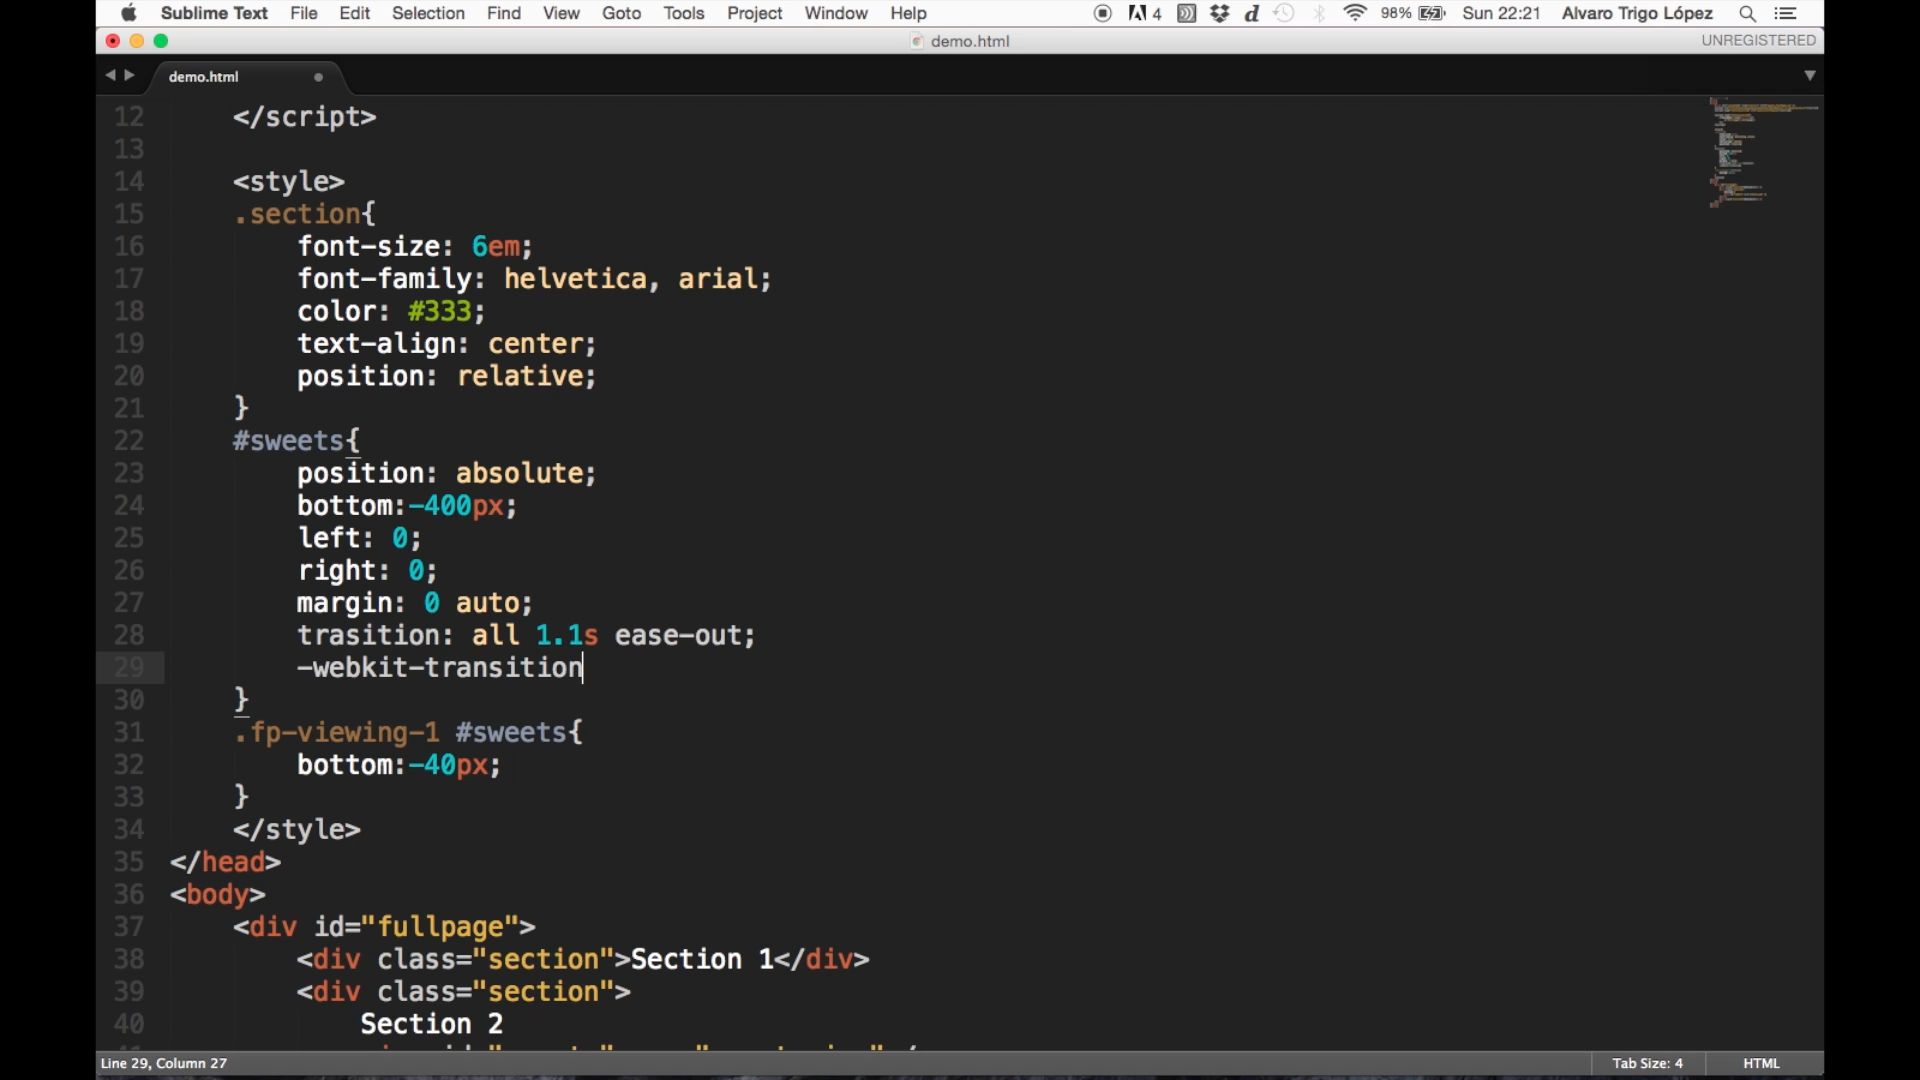 Sublime Text File Edit Selection Find View Goto Tools Project Window Help 4 98% Sun 22:21 Alvaro Trigo López
demo.html UNREGISTERED
demo.html
12 </script>
13
14 <style>
15 .section{
16 font-size: 6em;
17 font-family: helvetica, arial;
18 color: #333;
19 text-align: center;
20 position: relative;
21 }
22 #sweets{
23 position: absolute;
24 bottom:-400px;
25 left: 0;
26 right: 0;
27 margin: 0 auto;
28 trasition: all 1.1s ease-out;
29 -webkit-transition
30 }
31 .fp-viewing-1 #sweets{
32 bottom:-40px;
33 }
34 </style>
35 </head>
36 <body>
37 <div id="fullpage">
38 <div class="section">Section 1</div>
39 <div class="section">
40 Section 2
Line 29, Column 27 Tab Size: 4 HTML